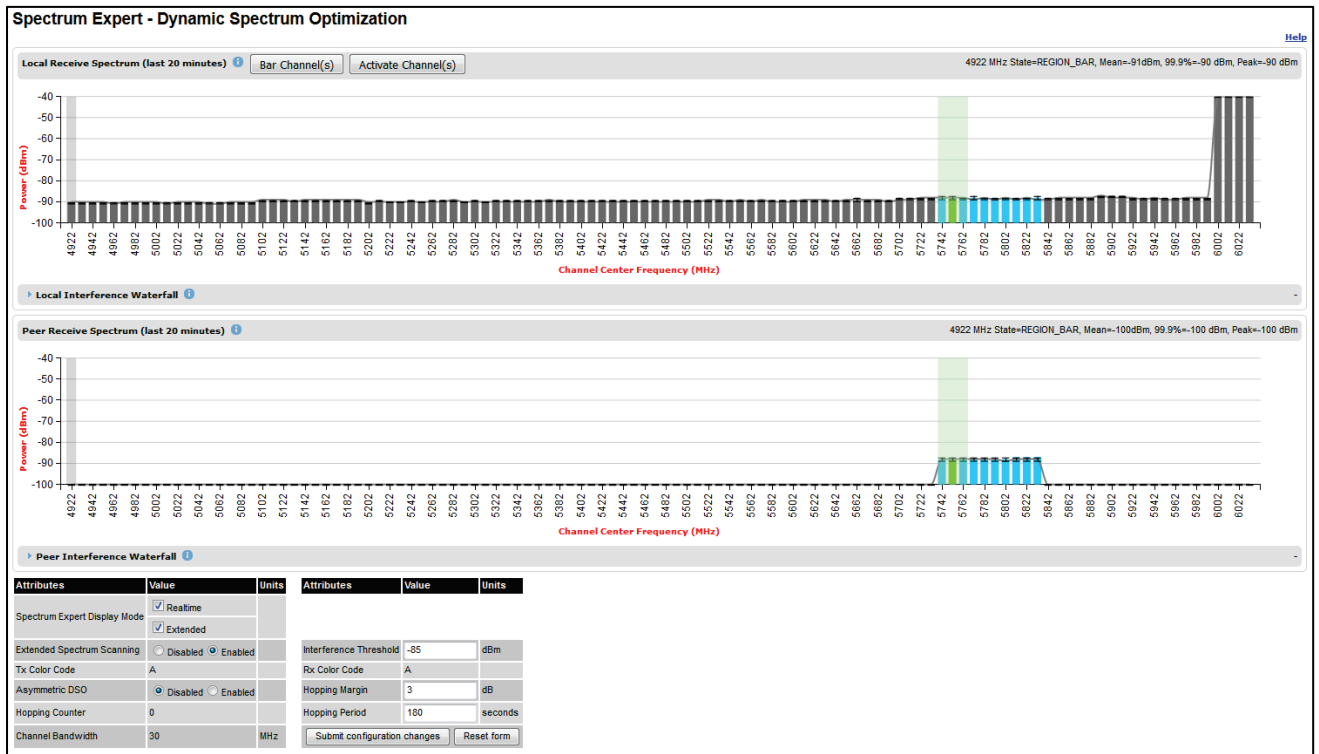 Spectrum Expert - Dynamic Spectrum Optimization
Help
Local Receive Spectrum (last 20 minutes) Bar Channel(s) Activate Channel(s) 4922 MHz State=REGION_BAR, Mean=-91dBm, 99.9%=-90 dBm, Peak=-90 dBm
Power (dBm)
-40
-50
-60
-70
-80
-90
-100
4922 4942 4962 4982 5002 5022 5042 5062 5082 5102 5122 5142 5162 5182 5202 5222 5242 5262 5282 5302 5322 5342 5362 5382 5402 5422 5442 5462 5482 5502 5522 5542 5562 5582 5602 5622 5642 5662 5682 5702 5722 5742 5762 5782 5802 5822 5842 5862 5882 5902 5922 5942 5962 5982 6002 6022
Channel Center Frequency (MHz)
Local Interference Waterfall -
Peer Receive Spectrum (last 20 minutes) 4922 MHz State=REGION_BAR, Mean=-100dBm, 99.9%=-100 dBm, Peak=-100 dBm
Power (dBm)
-40
-50
-60
-70
-80
-90
-100
4922 4942 4962 4982 5002 5022 5042 5062 5082 5102 5122 5142 5162 5182 5202 5222 5242 5262 5282 5302 5322 5342 5362 5382 5402 5422 5442 5462 5482 5502 5522 5542 5562 5582 5602 5622 5642 5662 5682 5702 5722 5742 5762 5782 5802 5822 5842 5862 5882 5902 5922 5942 5962 5982 6002 6022
Channel Center Frequency (MHz)
Peer Interference Waterfall -
Attributes Value Units Attributes Value Units
Spectrum Expert Display Mode Realtime
Extended
Extended Spectrum Scanning Disabled Enabled Interference Threshold -85 dBm
Tx Color Code A Rx Color Code A
Asymmetric DSO Disabled Enabled Hopping Margin 3 dB
Hopping Counter 0 Hopping Period 180 seconds
Channel Bandwidth 30 MHz Submit configuration changes Reset form